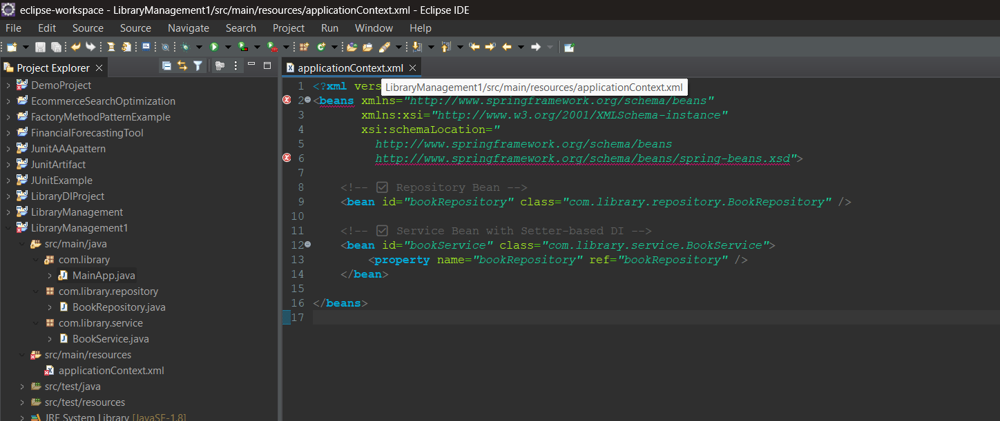 eclipse-workspace - LibraryManagement1/src/main/resources/applicationContext.xml - Eclipse IDE
File Edit Source Source Navigate Search Project Run Window Help
Project Explorer
DemoProject
EcommerceSearchOptimization
FactoryMethodPatternExample
FinancialForecastingTool
JunitAAApattern
JunitArtifact
JUnitExample
LibraryDIProject
LibraryManagement
LibraryManagement1
src/main/java
com.library
MainApp.java
com.library.repository
BookRepository.java
com.library.service
BookService.java
src/main/resources
applicationContext.xml
src/test/java
src/test/resources
JRE System Library [JavaSE-1.8]
applicationContext.xml
LibraryManagement1/src/main/resources/applicationContext.xml
1 <?xml vers
2 <beans xmlns="http://www.springframework.org/schema/beans"
3 xmlns:xsi="http://www.w3.org/2001/XMLSchema-instance"
4 xsi:schemaLocation="
5 http://www.springframework.org/schema/beans
6 http://www.springframework.org/schema/beans/spring-beans.xsd">
7
8 <!-- ☑ Repository Bean -->
9 <bean id="bookRepository" class="com.library.repository.BookRepository" />
10
11 <!-- ☑ Service Bean with Setter-based DI -->
12 <bean id="bookService" class="com.library.service.BookService">
13 <property name="bookRepository" ref="bookRepository" />
14 </bean>
15
16 </beans>
17